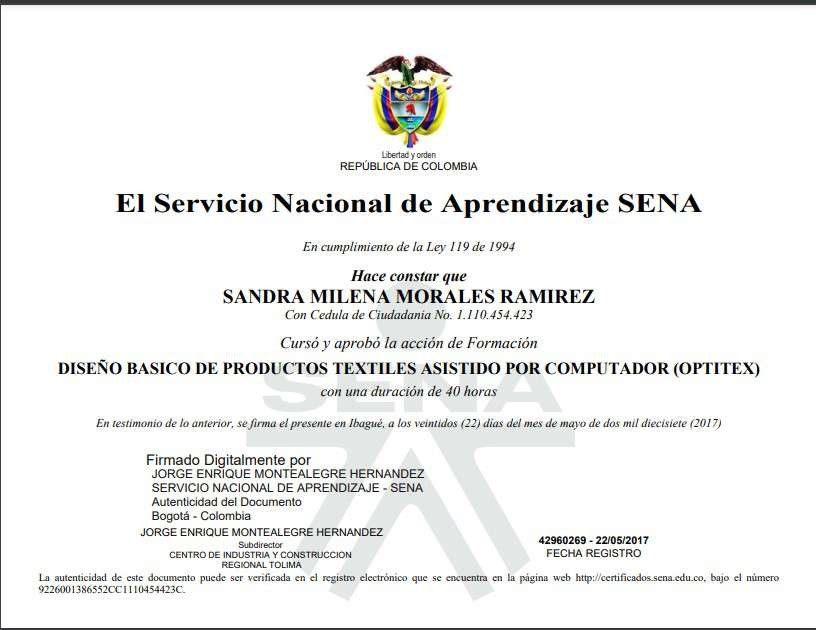 Libertad y orden
REPÚBLICA DE COLOMBIA
El Servicio Nacional de Aprendizaje SENA
En cumplimiento de la Ley 119 de 1994
Hace constar que
SANDRA MILENA MORALES RAMIREZ
Con Cedula de Ciudadania No. 1.110.454.423
Cursó y aprobó la acción de Formación
DISEÑO BASICO DE PRODUCTOS TEXTILES ASISTIDO POR COMPUTADOR (OPTITEX)
SENA
con una duración de 40 horas
En testimonio de lo anterior, se firma el presente en Ibagué, a los veintidos (22) días del mes de mayo de dos mil diecisiete (2017)
Firmado Digitalmente por
JORGE ENRIQUE MONTEALEGRE HERNANDEZ
SERVICIO NACIONAL DE APRENDIZAJE - SENA
Autenticidad del Documento
Bogotá - Colombia
JORGE ENRIQUE MONTEALEGRE HERNANDEZ
Subdirector
CENTRO DE INDUSTRIA Y CONSTRUCCION
REGIONAL TOLIMA
42960269 - 22/05/2017
FECHA REGISTRO
La autenticidad de este documento puede ser verificada en el registro electrónico que se encuentra en la página web http://certificados.sena.edu.co, bajo el número
9226001386552CC1110454423C.